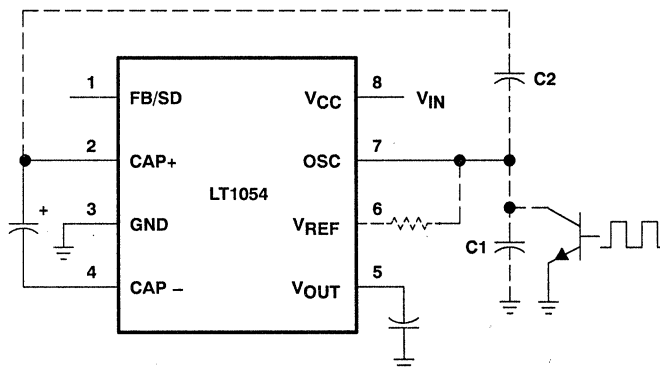 C2
1 8
FB/SD VCC VIN
2 7
CAP+ OSC
LT1054
+ 3 6
GND VREF
C1
4 5
CAP – VOUT